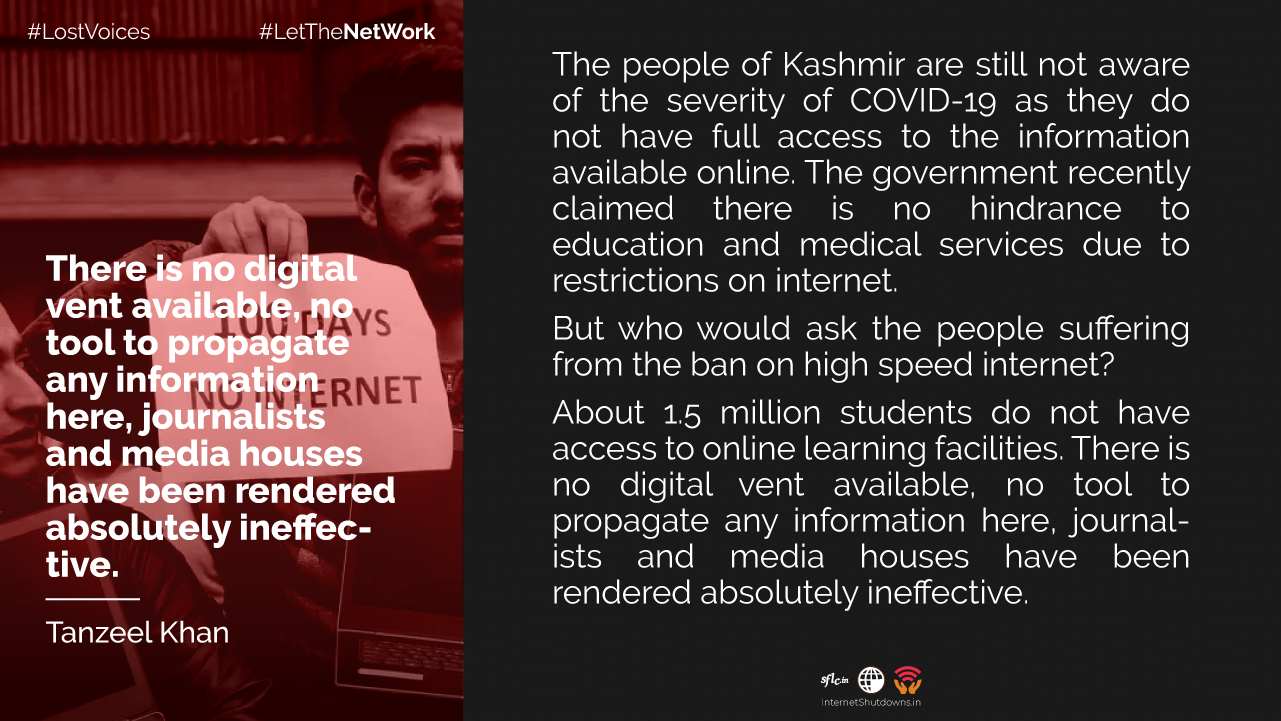 #LostVoices
#LetTheNetWork
There is no digital
vent available, no
tool to propagate
any information
here, journalists
and media houses
have been rendered
absolutely ineffec-
tive.
Tanzeel Khan
100 DAYS
NO INTERNET
The people of Kashmir are still not aware
of the severity of COVID-19 as they do
not have full access to the information
available online. The government recently
claimed there is no hindrance to
education and medical services due to
restrictions on internet.
But who would ask the people suffering
from the ban on high speed internet?
About 1.5 million students do not have
access to online learning facilities. There is
no digital vent available, no tool to
propagate any information here, journal-
ists and media houses have been
rendered absolutely ineffective.
sflc.in
InternetShutdowns.in